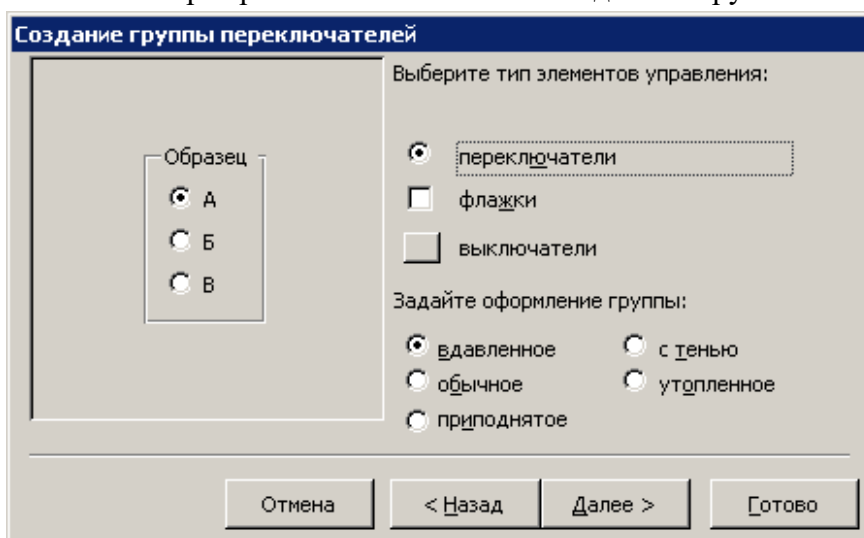 Создание группы переключателей
Выберите тип элементов управления:
Образец
А
Б
В
переключатели
флажки
выключатели
Задайте оформление группы:
вдавленное
с тенью
обычное
утопленное
приподнятое
Отмена
< Назад
Далее >
Готово